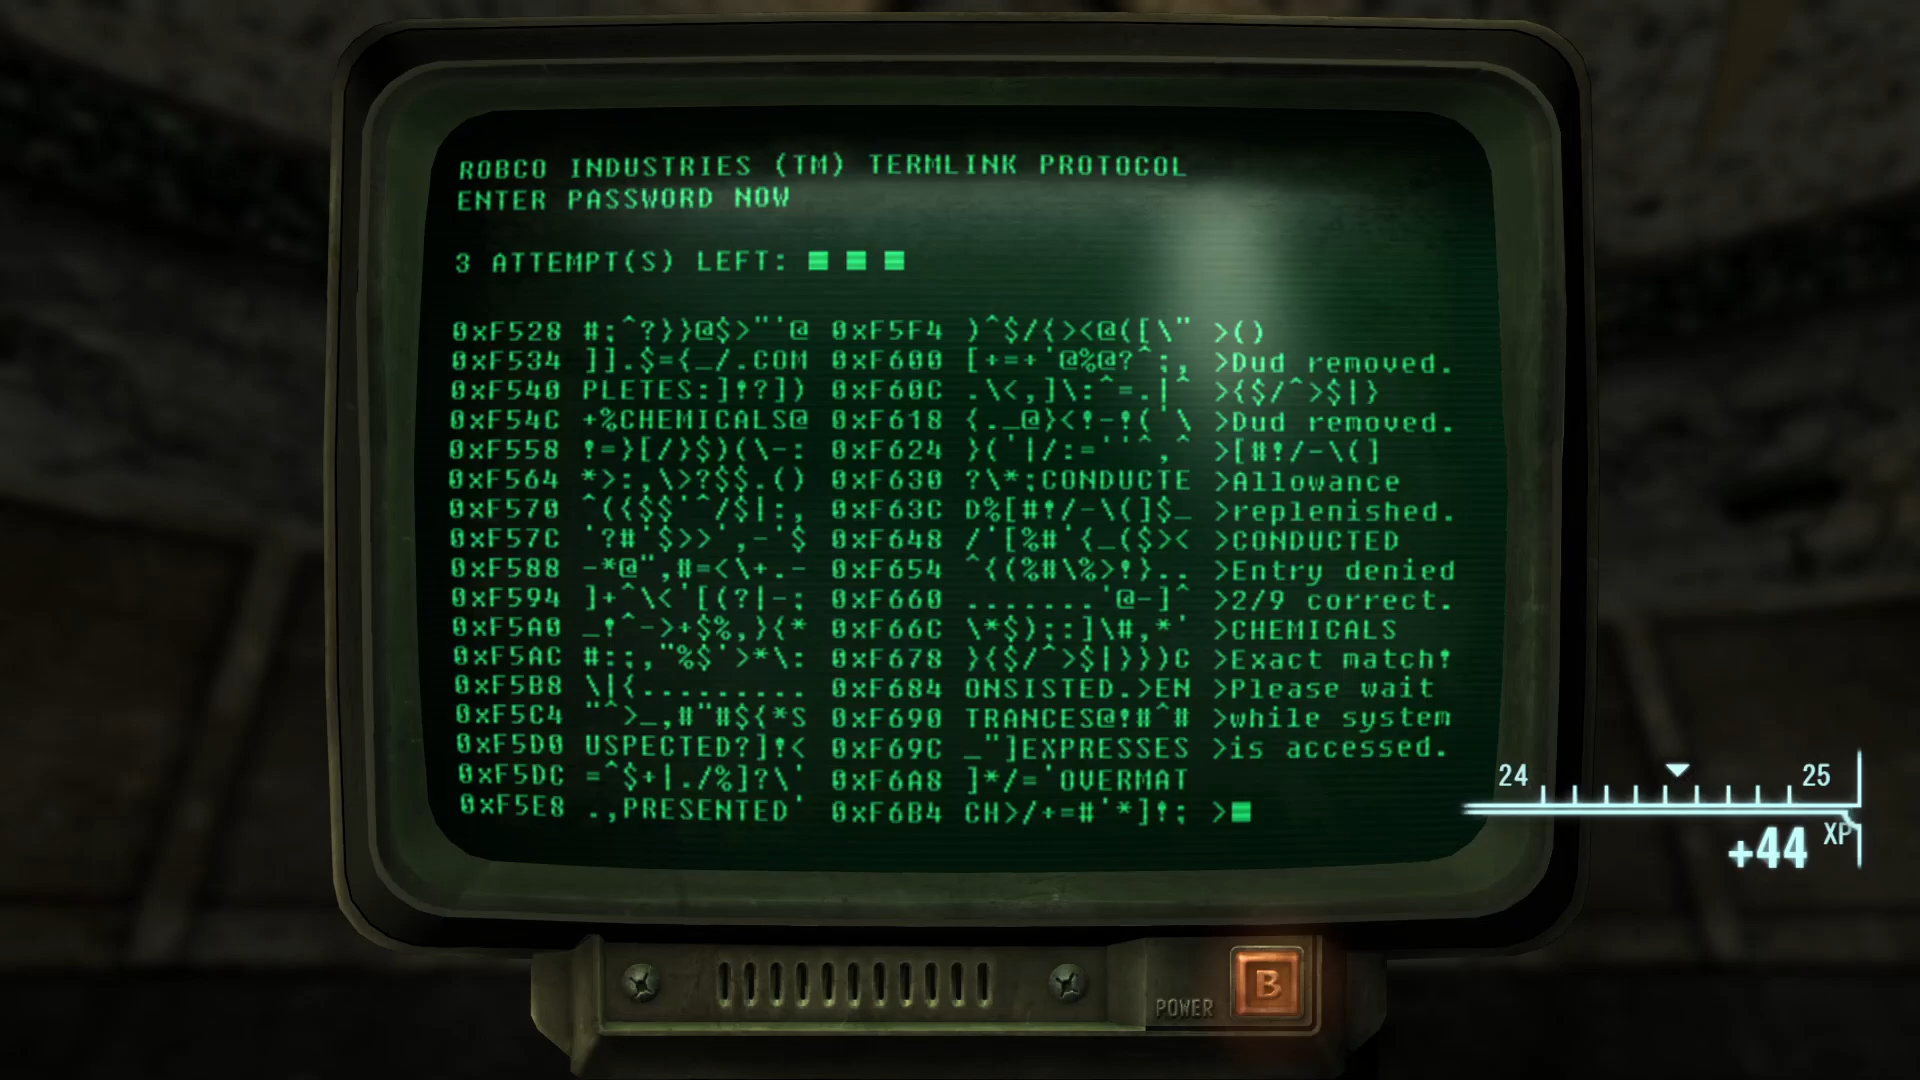 ROBCO INDUSTRIES (TM) TERMLINK PROTOCOL
ENTER PASSWORD NOW
3 ATTEMPT(S) LEFT: ■ ■ ■
0xF528 #;^?}}@$>"'@ 0xF5F4 )^$/{><@([\" >()
0xF534 ]].$={_/.COM 0xF600 [+=+'@%@?^;, >Dud removed.
0xF540 PLETES:]!?]) 0xF60C .\<,]\:^=.|^ >{$/^>$|}
0xF54C +%CHEMICALS@ 0xF618 {._@}<!-!('\ >Dud removed.
0xF558 !=}[/}$)(\-: 0xF624 }('|/:=''^,^ >[#!/-\(]
0xF564 *>:,\>?$$.() 0xF630 ?\*;CONDUCTE >Allowance
0xF570 ^({$$'^/$|:, 0xF63C D%[#!/-\(]$_ >replenished.
0xF57C '?#'$>>',-'$ 0xF648 /'[%#'{_($>< >CONDUCTED
0xF588 -*@",#=<\+.- 0xF654 ^{(%#\%>!}.. >Entry denied
0xF594 ]+^\<'[(?|-; 0xF660 .......'@-]^ >2/9 correct.
0xF5A0 _!^->+$%,}{* 0xF66C \*$);:]\#,*' >CHEMICALS
0xF5AC #:;,"%$'>*\: 0xF678 }{$/^>$|}})C >Exact match!
0xF5B8 \|{......... 0xF684 ONSISTED.>EN >Please wait
0xF5C4 "^>_,#"#${*S 0xF690 TRANCES@!#^# >while system
0xF5D0 USPECTED?]!< 0xF69C _"]EXPRESSES >is accessed.
0xF5DC =^$+|./%]?\' 0xF6A8 ]*/='OVERMAT
0xF5E8 .,PRESENTED' 0xF6B4 CH>/+=#'*]!; >■
24 25
+44 XP
POWER B